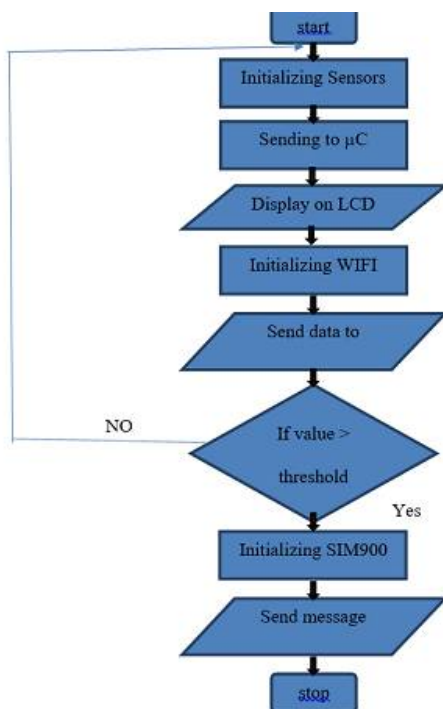 start
Initializing Sensors
Sending to µC
Display on LCD
Initializing WIFI
Send data to
If value >
threshold
NO
Yes
Initializing SIM900
Send message
stop